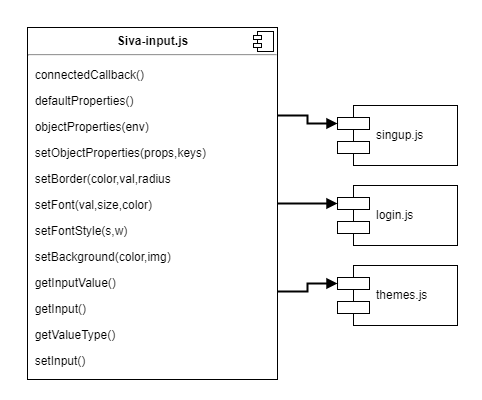 Siva-input.js
connectedCallback()
defaultProperties()
objectProperties(env)
setObjectProperties(props,keys)
setBorder(color,val,radius
setFont(val,size,color)
setFontStyle(s,w)
setBackground(color,img)
getInputValue()
getInput()
getValueType()
setInput()
singup.js
login.js
themes.js